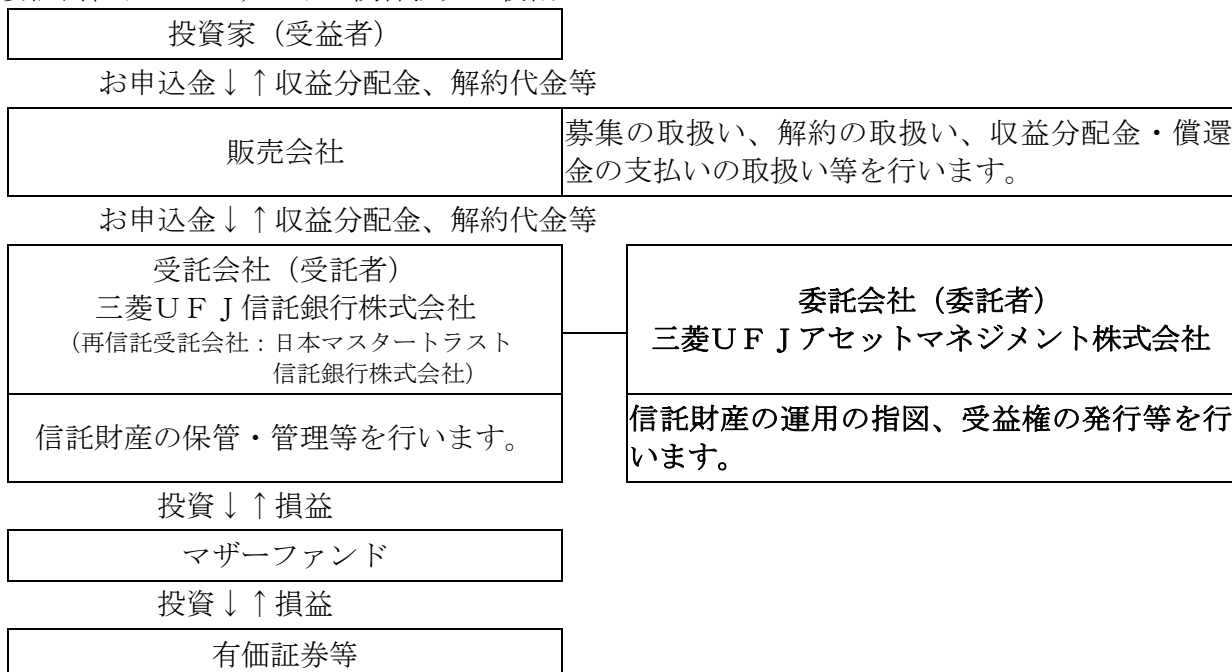 投資家（受益者）
お申込金↓↑収益分配金、解約代金等
販売会社
募集の取扱い、解約の取扱い、収益分配金・償還
金の支払いの取扱い等を行います。
お申込金↓↑収益分配金、解約代金等
受託会社（受託者）
三菱ＵＦＪ信託銀行株式会社
（再信託受託会社：日本マスタートラスト
信託銀行株式会社）
委託会社（委託者）
三菱ＵＦＪアセットマネジメント株式会社
信託財産の保管・管理等を行います。
信託財産の運用の指図、受益権の発行等を行
います。
投資↓↑損益
マザーファンド
投資↓↑損益
有価証券等